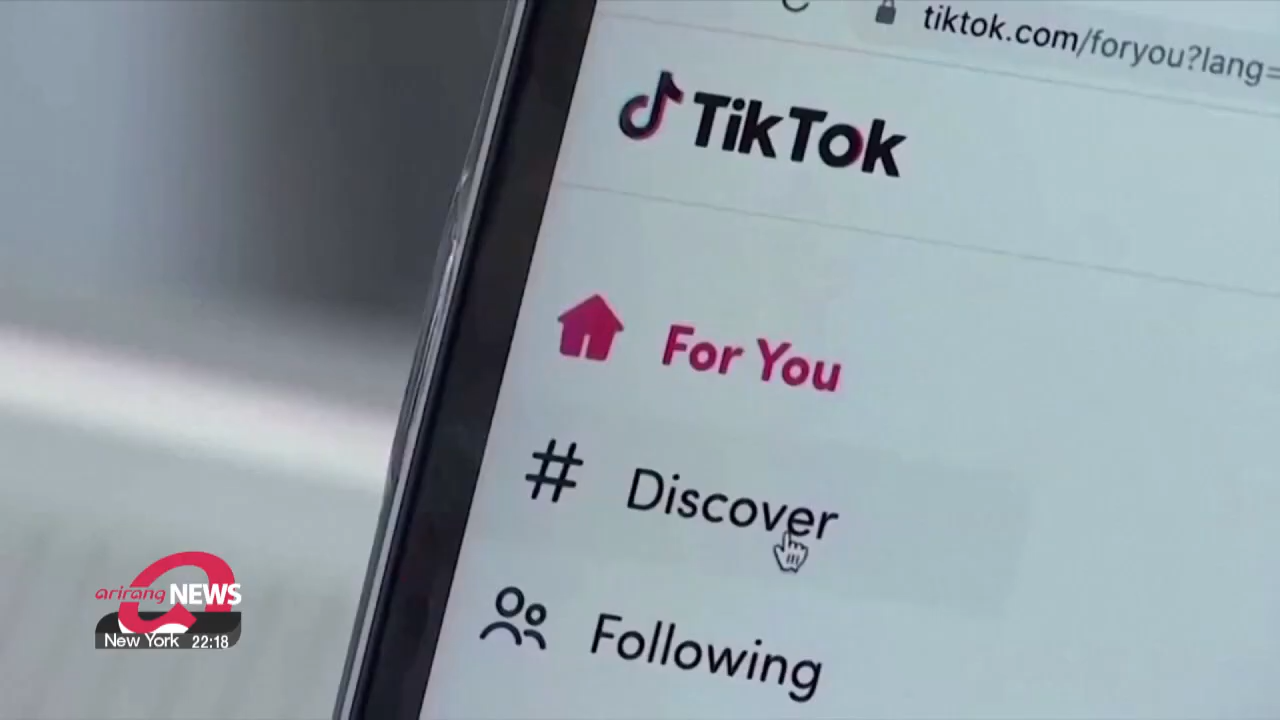 tiktok.com/foryou?lang=
TikTok
For You
# Discover
Following
arirang NEWS
New York 22:18